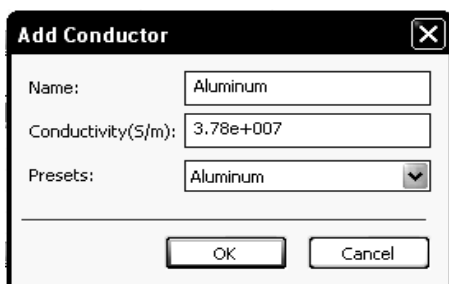 Add Conductor
Name: Aluminum
Conductivity(S/m): 3.78e+007
Presets: Aluminum
OK Cancel